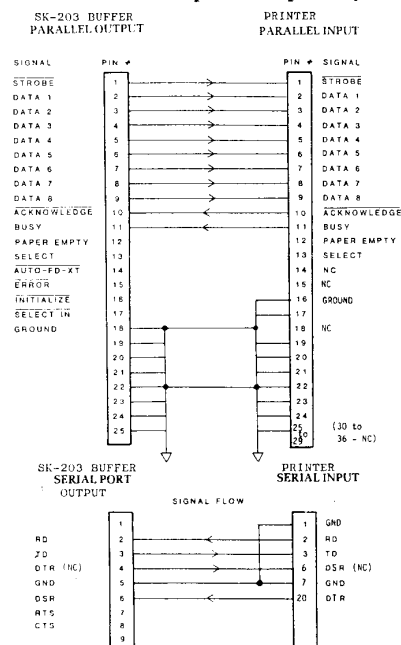 SK-203 BUFFER PRINTER
PARALLEL OUTPUT PARALLEL INPUT
SIGNAL PIN # PIN # SIGNAL
STROBE 1 1 STROBE
DATA 1 2 2 DATA 1
DATA 2 3 3 DATA 2
DATA 3 4 4 DATA 3
DATA 4 5 5 DATA 4
DATA 5 6 6 DATA 5
DATA 6 7 7 DATA 6
DATA 7 8 8 DATA 7
DATA 8 9 9 DATA 8
ACKNOWLEDGE 10 10 ACKNOWLEDGE
BUSY 11 11 BUSY
PAPER EMPTY 12 12 PAPER EMPTY
SELECT 13 13 SELECT
AUTO-FD-XT 14 14 NC
ERROR 15 15 NC
INITIALIZE 16 16 GROUND
SELECT IN 17 17
GROUND 18 18 NC
19 19
20 20
21 21
22 22
23 23
24 24
25 25 to 29 (30 to 36 - NC)
SK-203 BUFFER PRINTER
SERIAL PORT SERIAL INPUT
OUTPUT
SIGNAL FLOW
1 1 GND
RD 2 2 RD
TD 3 3 TD
DTR (NC) 4 6 DSR (NC)
GND 5 7 GND
DSR 6 20 DTR
RTS 7
CTS 8
9